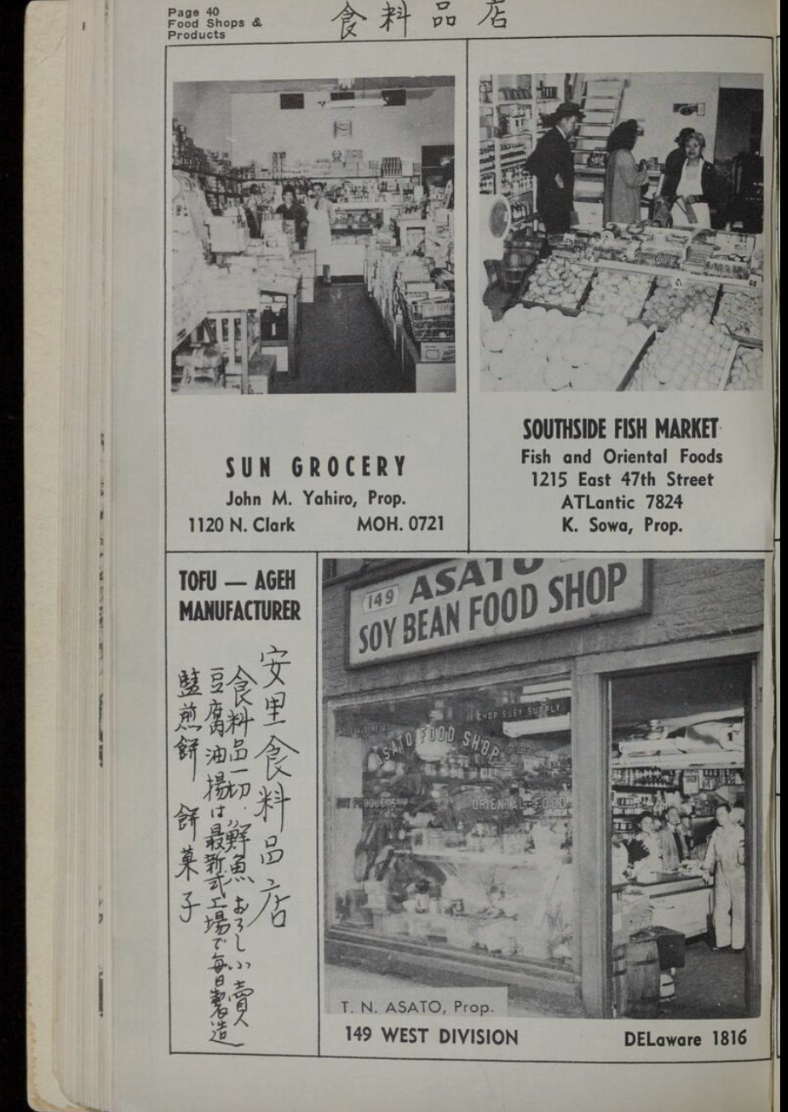 Page 40
Food Shops &
Products
食料品店
SUN GROCERY
John M. Yahiro, Prop.
1120 N. Clark MOH. 0721
SOUTHSIDE FISH MARKET
Fish and Oriental Foods
1215 East 47th Street
ATLantic 7824
K. Sowa, Prop.
TOFU — AGEH
MANUFACTURER
安里食料品店
食料品一切．鮮魚おろし小賣
豆腐油揚は最新式工場で毎日製造
煎餅 餅菓子
149 ASATO
SOY BEAN FOOD SHOP
CHOP SUEY SUPPLY
ASATO FOOD SHOP
ORIENTAL FOOD
T. N. ASATO, Prop.
149 WEST DIVISION DELaware 1816